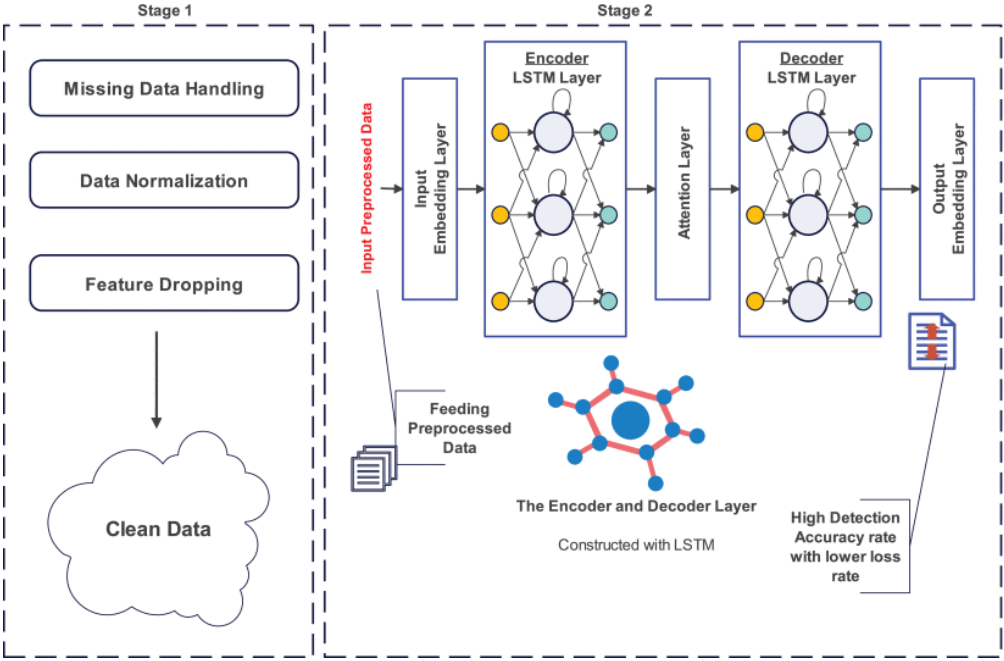 Stage 1
Missing Data Handling
Data Normalization
Feature Dropping
Clean Data
Stage 2
Input Preprocessed Data
Input
Embedding Layer
Encoder
LSTM Layer
Attention Layer
Decoder
LSTM Layer
Output
Embedding Layer
Feeding
Preprocessed
Data
The Encoder and Decoder Layer
Constructed with LSTM
High Detection
Accuracy rate
with lower loss
rate